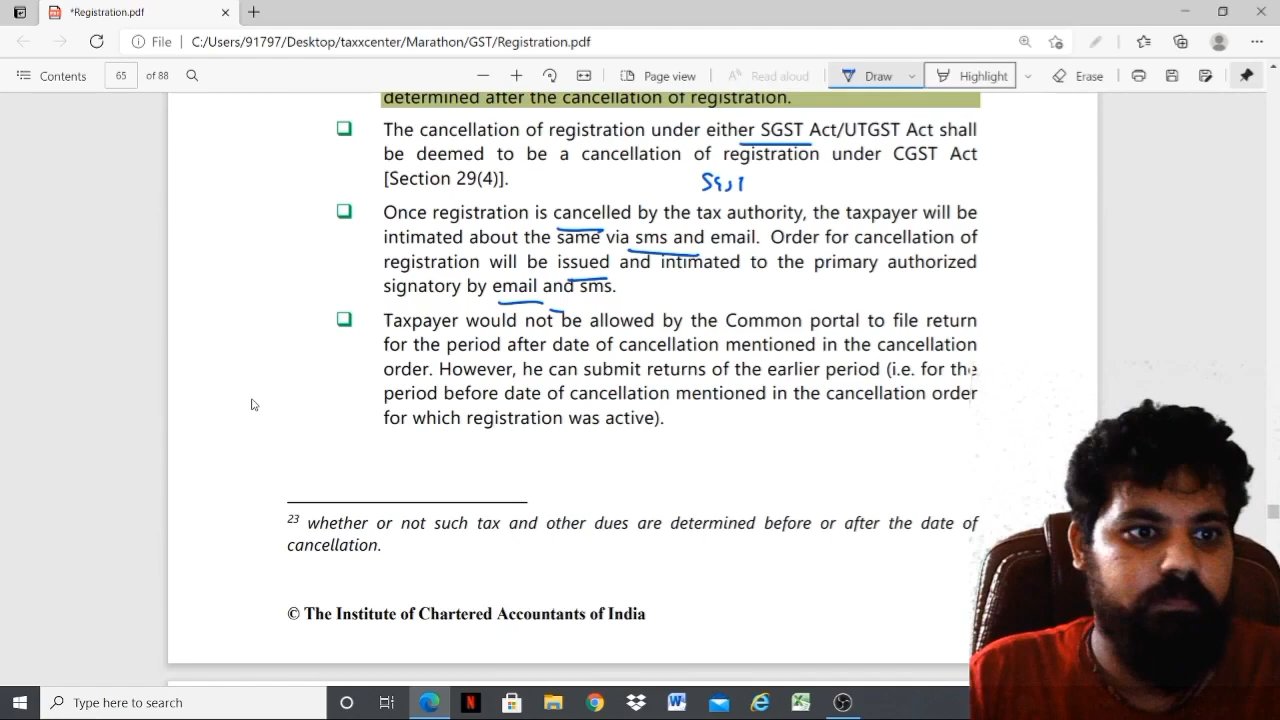 *Registration.pdf
File
C:/Users/91797/Desktop/taxxcenter/Marathon/GST/Registration.pdf
Contents 65 of 88 Page view Read aloud Draw Highlight Erase
determined after the cancellation of registration.
The cancellation of registration under either SGST Act/UTGST Act shall
be deemed to be a cancellation of registration under CGST Act
[Section 29(4)].
Once registration is cancelled by the tax authority, the taxpayer will be
intimated about the same via sms and email. Order for cancellation of
registration will be issued and intimated to the primary authorized
signatory by email and sms.
Taxpayer would not be allowed by the Common portal to file return
for the period after date of cancellation mentioned in the cancellation
order. However, he can submit returns of the earlier period (i.e. for the
period before date of cancellation mentioned in the cancellation order
for which registration was active).
23 whether or not such tax and other dues are determined before or after the date of
cancellation.
© The Institute of Chartered Accountants of India
Type here to search